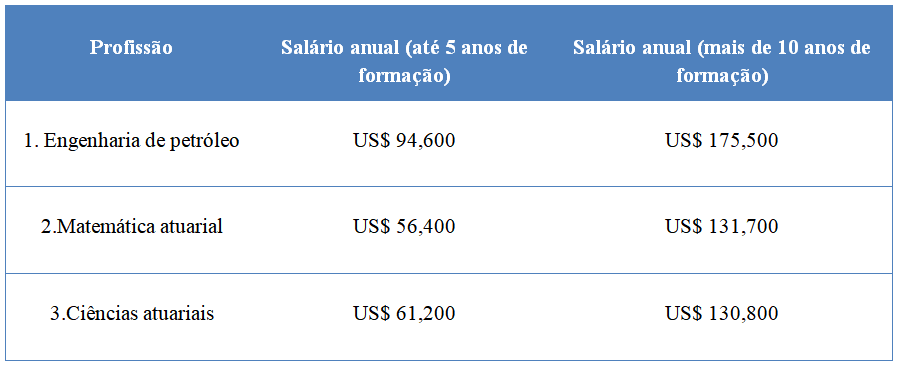 Profissão
Salário anual (até 5 anos de
formação)
Salário anual (mais de 10 anos de
formação)
1. Engenharia de petróleo
US$ 94,600
US$ 175,500
2.Matemática atuarial
US$ 56,400
US$ 131,700
3.Ciências atuariais
US$ 61,200
US$ 130,800